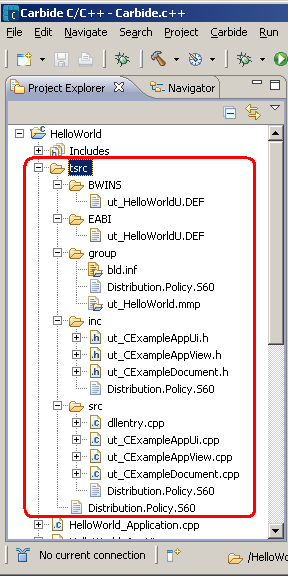 Carbide C/C++ - Carbide.c++
File Edit Navigate Search Project Carbide Run
Project Explorer Navigator
HelloWorld
Includes
tsrc
BWINS
ut_HelloWorldU.DEF
EABI
ut_HelloWorldU.DEF
group
bld.inf
Distribution.Policy.S60
ut_HelloWorld.mmp
inc
ut_CExampleAppUi.h
ut_CExampleAppView.h
ut_CExampleDocument.h
Distribution.Policy.S60
src
dllentry.cpp
ut_CExampleAppUi.cpp
ut_CExampleAppView.cpp
ut_CExampleDocument.cpp
Distribution.Policy.S60
Distribution.Policy.S60
HelloWorld_Application.cpp
No current connection /HelloWo